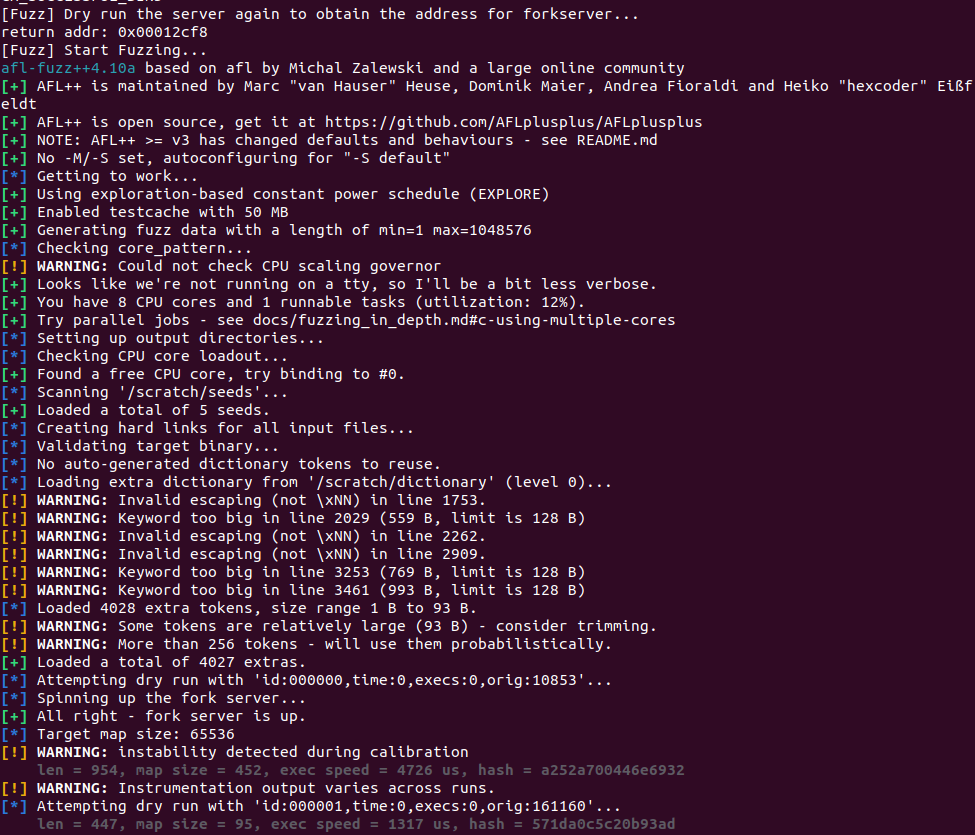 [Fuzz] Dry run the server again to obtain the address for forkserver...
return addr: 0x00012cf8
[Fuzz] Start Fuzzing...
afl-fuzz++4.10a based on afl by Michal Zalewski and a large online community
[+] AFL++ is maintained by Marc "van Hauser" Heuse, Dominik Maier, Andrea Fioraldi and Heiko "hexcoder" Eißf
eldt
[+] AFL++ is open source, get it at https://github.com/AFLplusplus/AFLplusplus
[+] NOTE: AFL++ >= v3 has changed defaults and behaviours - see README.md
[+] No -M/-S set, autoconfiguring for "-S default"
[*] Getting to work...
[+] Using exploration-based constant power schedule (EXPLORE)
[+] Enabled testcache with 50 MB
[+] Generating fuzz data with a length of min=1 max=1048576
[*] Checking core_pattern...
[!] WARNING: Could not check CPU scaling governor
[+] Looks like we're not running on a tty, so I'll be a bit less verbose.
[+] You have 8 CPU cores and 1 runnable tasks (utilization: 12%).
[+] Try parallel jobs - see docs/fuzzing_in_depth.md#c-using-multiple-cores
[*] Setting up output directories...
[*] Checking CPU core loadout...
[+] Found a free CPU core, try binding to #0.
[*] Scanning '/scratch/seeds'...
[+] Loaded a total of 5 seeds.
[*] Creating hard links for all input files...
[*] Validating target binary...
[*] No auto-generated dictionary tokens to reuse.
[*] Loading extra dictionary from '/scratch/dictionary' (level 0)...
[!] WARNING: Invalid escaping (not \xNN) in line 1753.
[!] WARNING: Keyword too big in line 2029 (559 B, limit is 128 B)
[!] WARNING: Invalid escaping (not \xNN) in line 2262.
[!] WARNING: Invalid escaping (not \xNN) in line 2909.
[!] WARNING: Keyword too big in line 3253 (769 B, limit is 128 B)
[!] WARNING: Keyword too big in line 3461 (993 B, limit is 128 B)
[*] Loaded 4028 extra tokens, size range 1 B to 93 B.
[!] WARNING: Some tokens are relatively large (93 B) - consider trimming.
[!] WARNING: More than 256 tokens - will use them probabilistically.
[+] Loaded a total of 4027 extras.
[*] Attempting dry run with 'id:000000,time:0,execs:0,orig:10853'...
[*] Spinning up the fork server...
[+] All right - fork server is up.
[*] Target map size: 65536
[!] WARNING: instability detected during calibration
len = 954, map size = 452, exec speed = 4726 us, hash = a252a700446e6932
[!] WARNING: Instrumentation output varies across runs.
[*] Attempting dry run with 'id:000001,time:0,execs:0,orig:161160'...
len = 447, map size = 95, exec speed = 1317 us, hash = 571da0c5c20b93ad